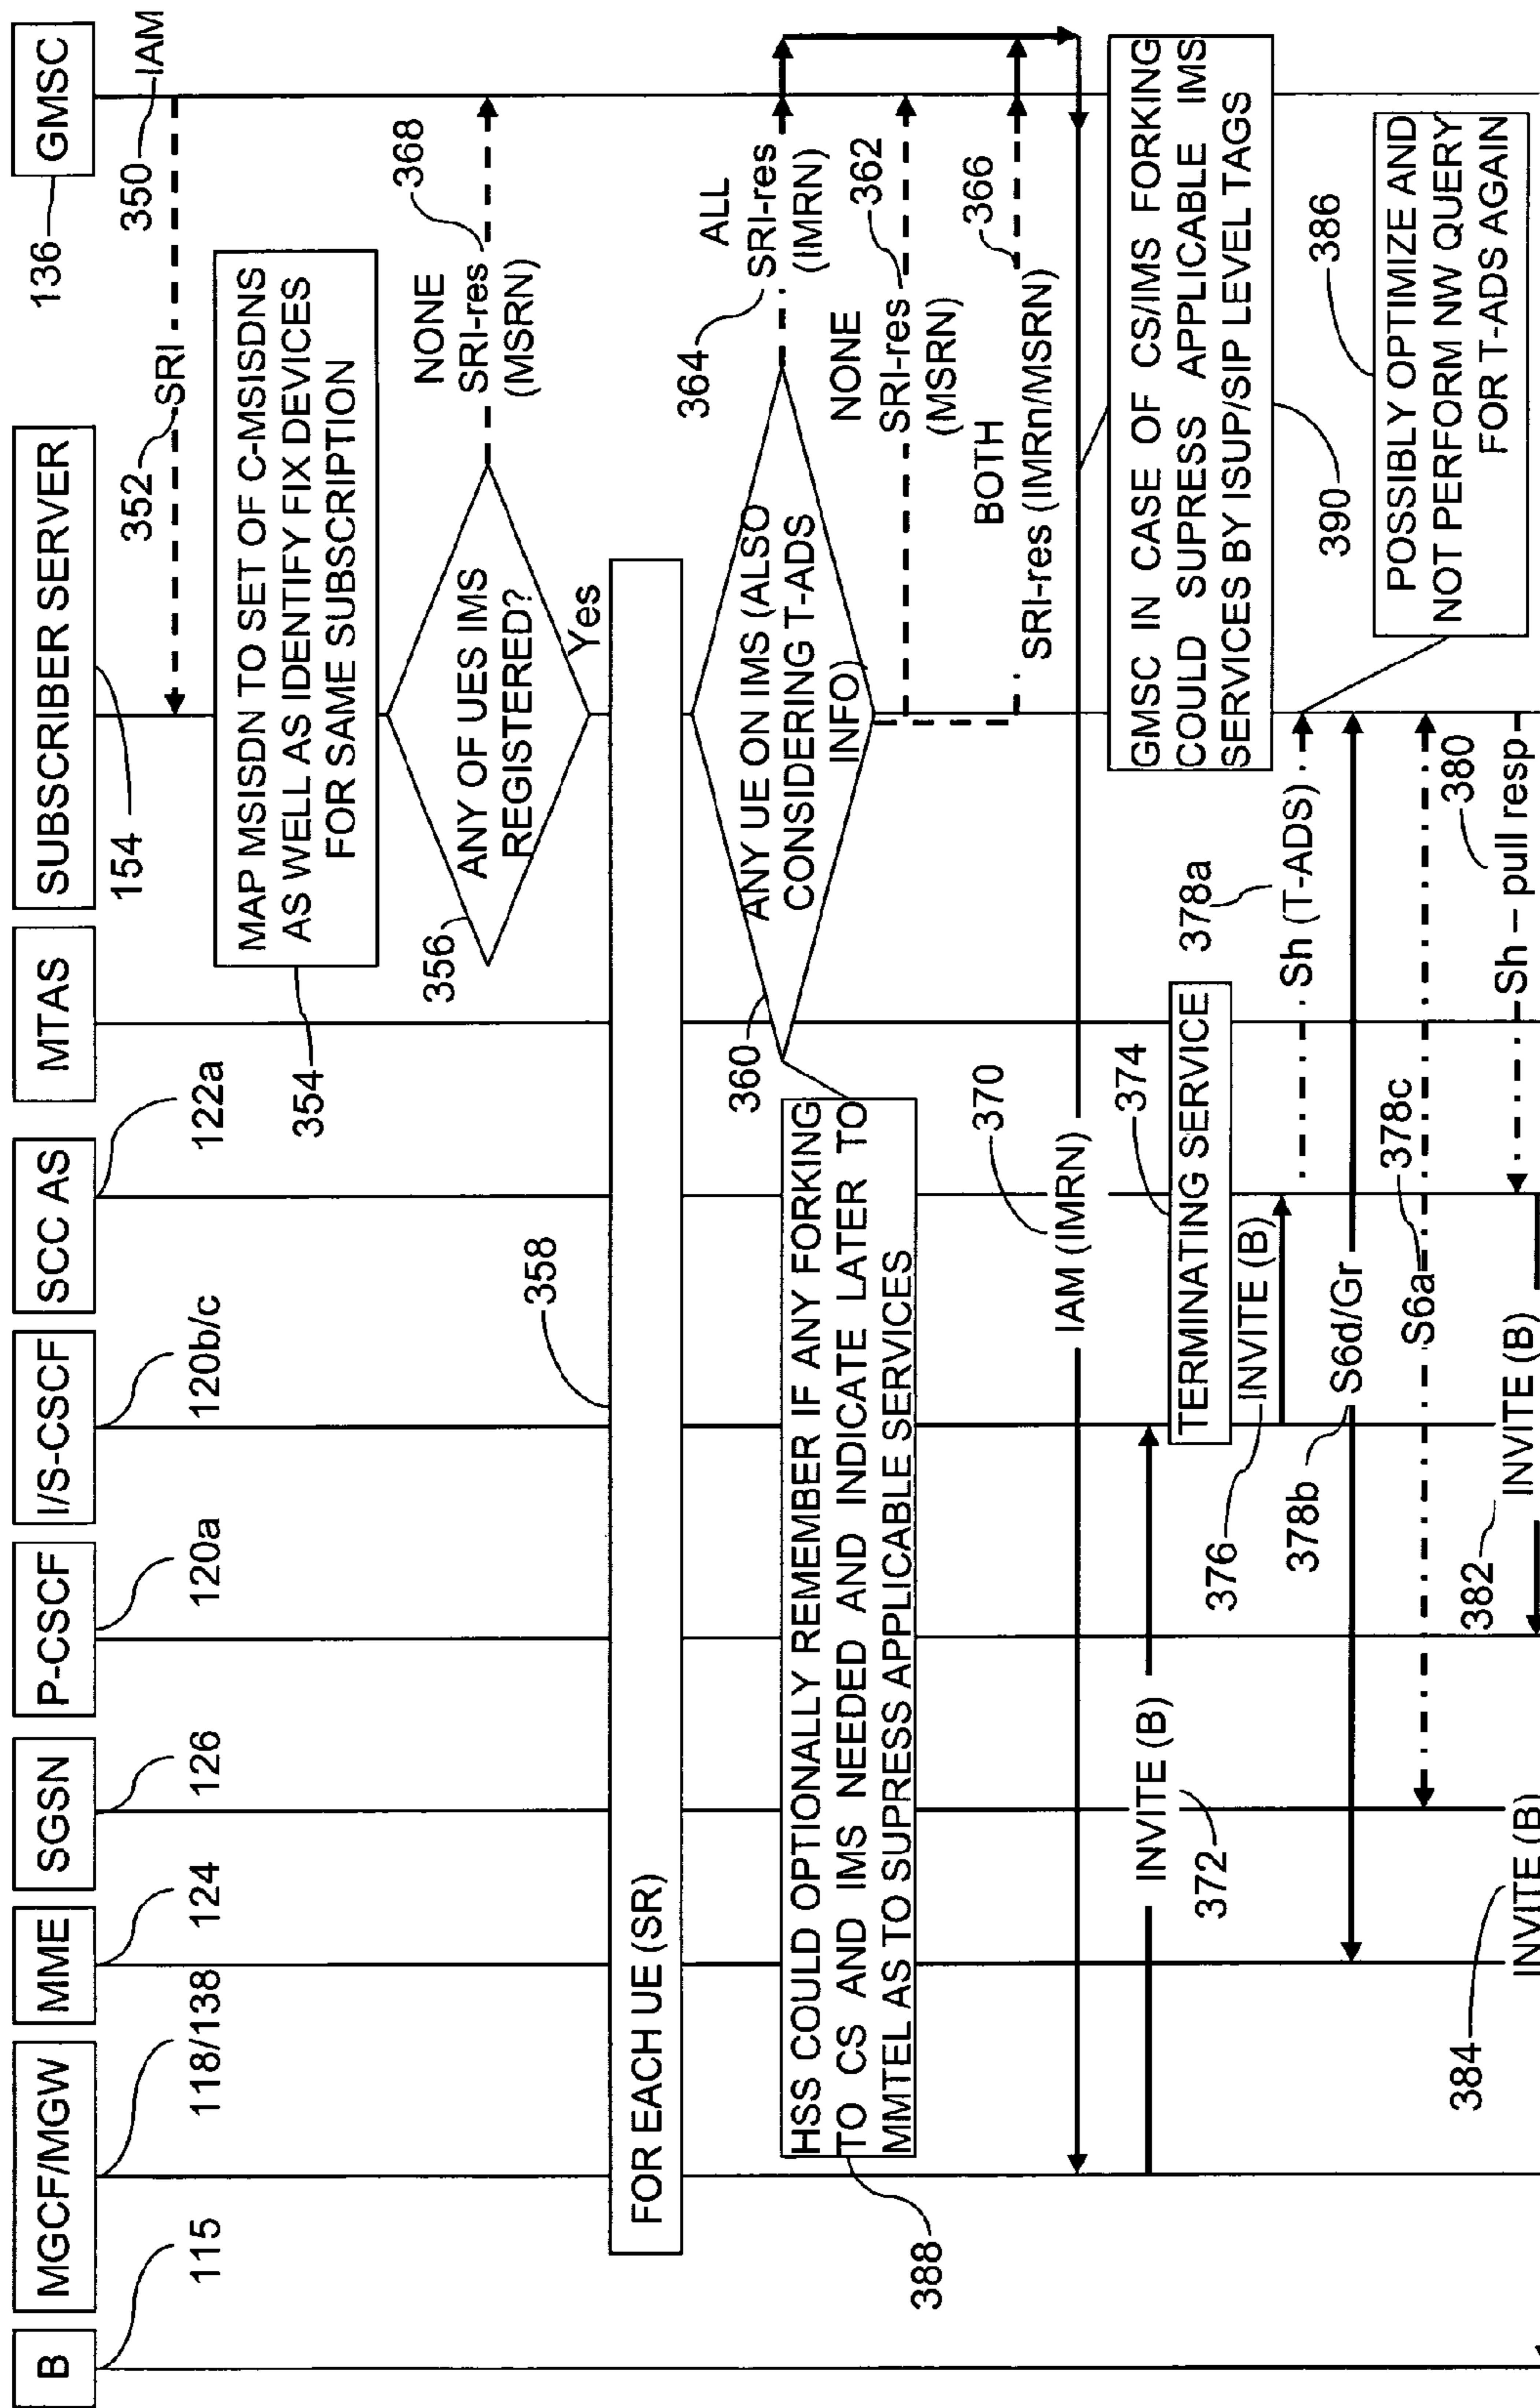 B
MGCF/MGW
MME
SGSN
P-CSCF
I/S-CSCF
SCC AS
MTAS
SUBSCRIBER SERVER
GMSC
115
118/138
124
126
120a
120b/c
122a
154
136
350
IAM
352
SRI
MAP MSISDN TO SET OF C-MSISDNS
AS WELL AS IDENTIFY FIX DEVICES
FOR SAME SUBSCRIPTION
354
ANY OF UES IMS
REGISTERED?
356
NONE
SRI-res
(MSRN)
368
Yes
FOR EACH UE (SR)
358
ANY UE ON IMS (ALSO
CONSIDERING T-ADS
INFO)
360
364
ALL
SRI-res
(IMRN)
NONE
SRI-res
(MSRN)
362
BOTH
366
SRI-res (IMRn/MSRN)
HSS COULD OPTIONALLY REMEMBER IF ANY FORKING
TO CS AND IMS NEEDED AND INDICATE LATER TO
MMTEL AS TO SUPRESS APPLICABLE SERVICES
388
IAM (IMRN)
370
GMSC IN CASE OF CS/IMS FORKING
COULD SUPRESS APPLICABLE IMS
SERVICES BY ISUP/SIP LEVEL TAGS
390
INVITE (B)
372
TERMINATING SERVICE
374
INVITE (B)
376
378a
Sh (T-ADS)
POSSIBLY OPTIMIZE AND
NOT PERFORM NW QUERY
FOR T-ADS AGAIN
386
378b
S6d/Gr
S6a
378c
380
Sh – pull resp
382
INVITE (B)
384
INVITE (B)